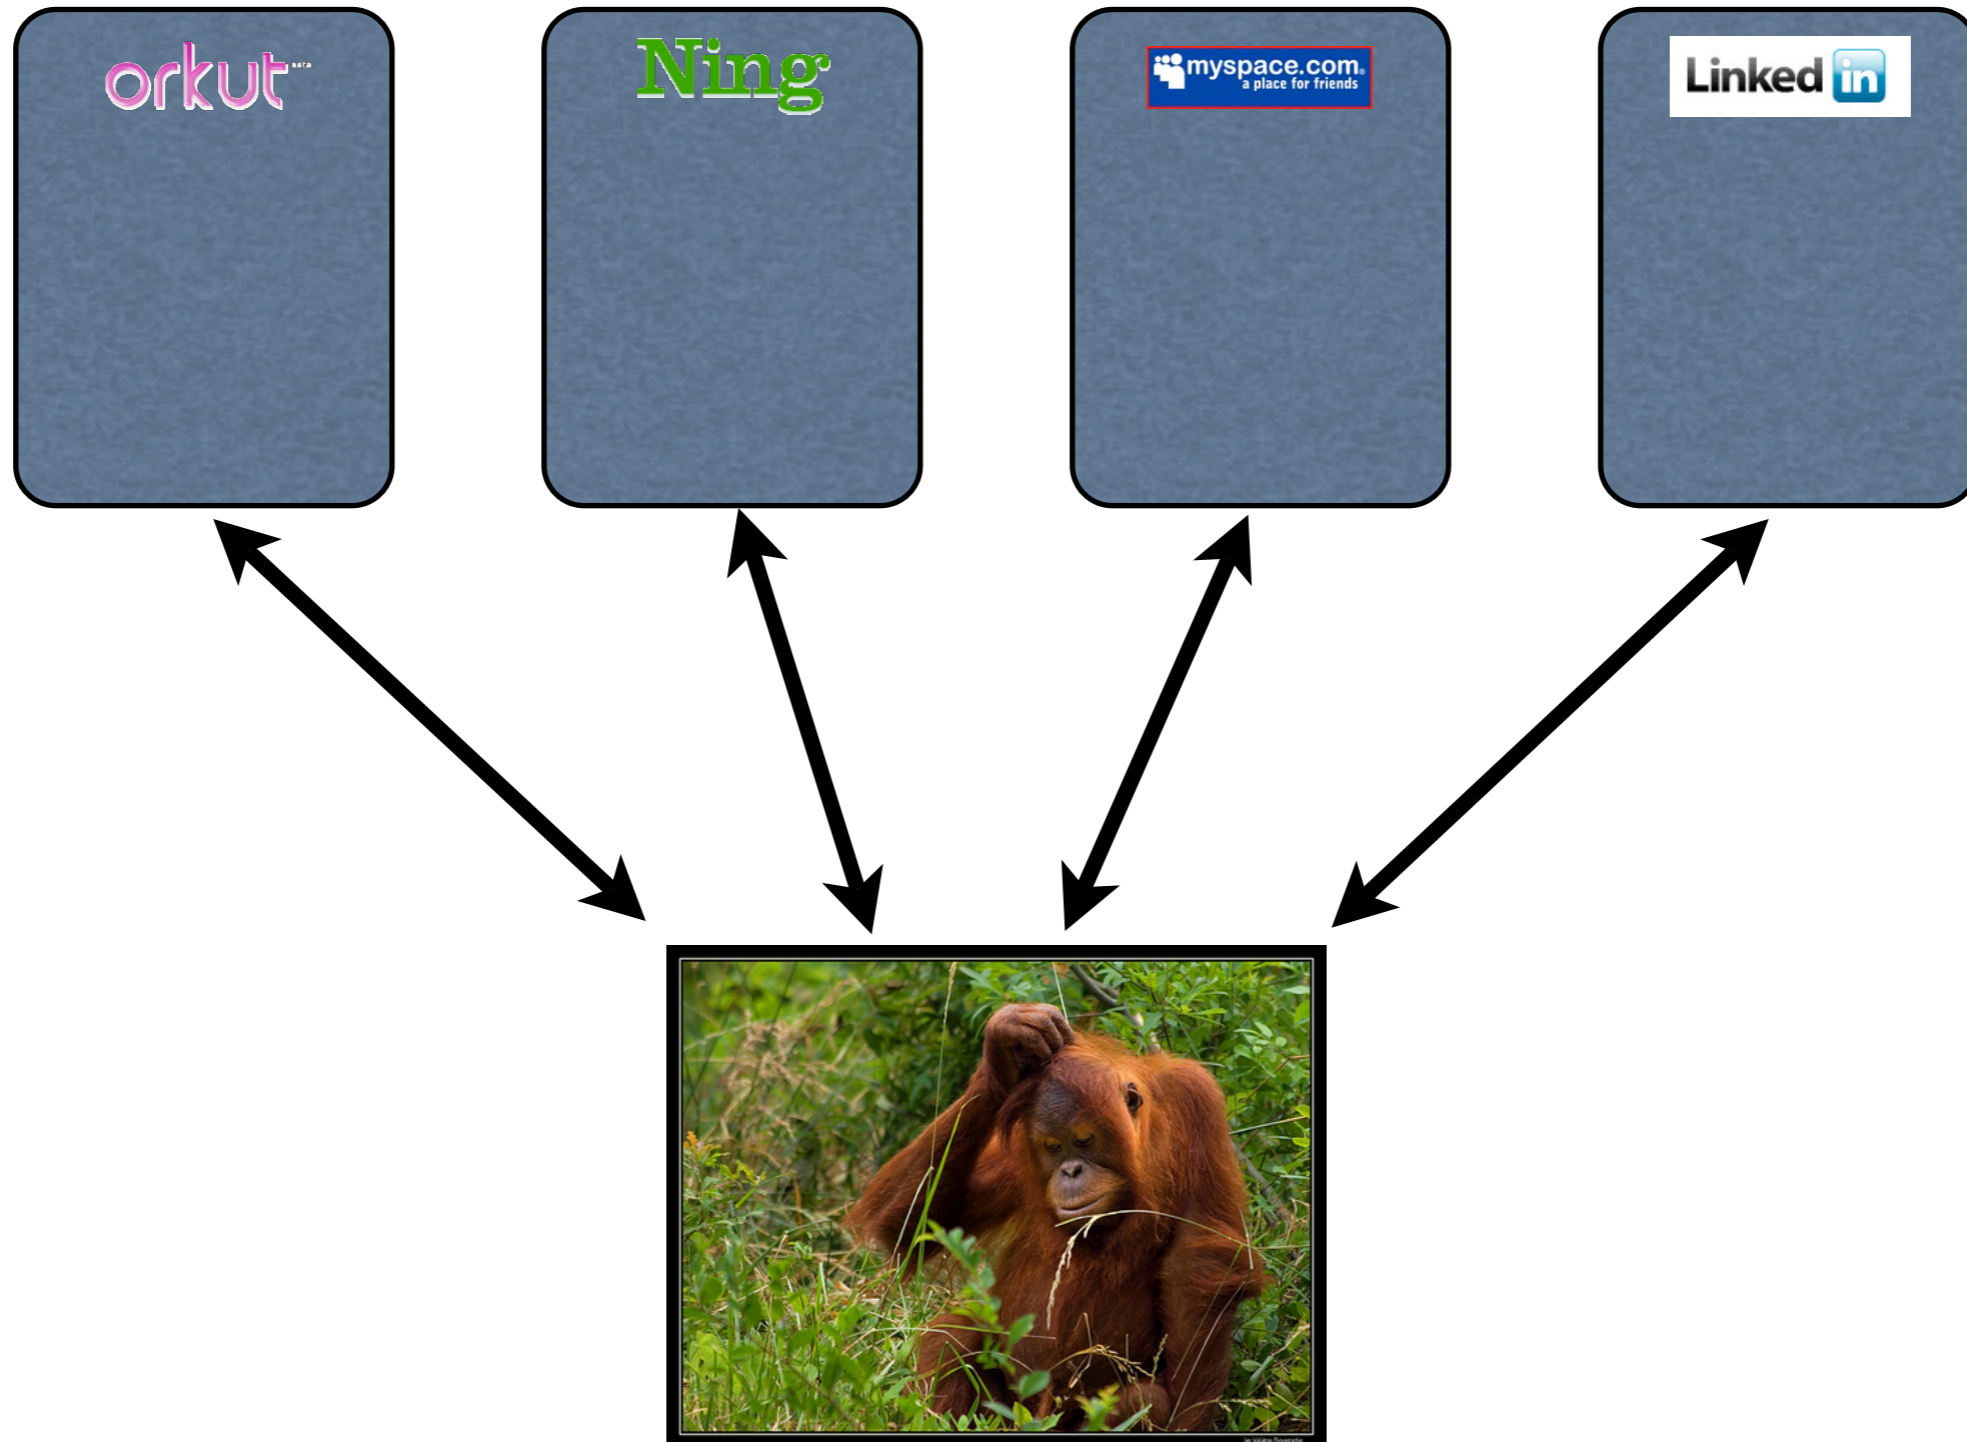 orkut
Ning
myspace.com
a place for friends
Linked in